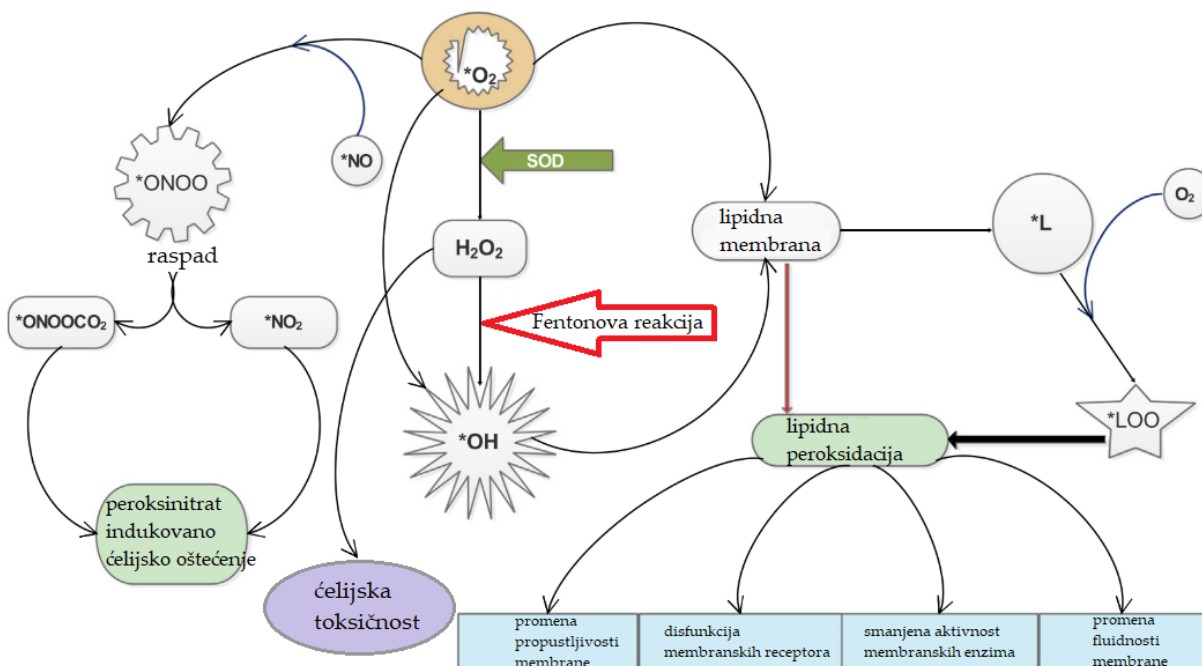 *O₂
*NO
SOD
*ONOO
raspad
H₂O₂
lipidna
membrana
*L
O₂
*ONOOCO₂
*NO₂
Fentonova reakcija
*OH
*LOO
lipidna
peroksidacija
peroksinitrat
indukovano
ćelijsko oštećenje
ćelijska
toksičnost
promena
propustljivosti
membrane
disfunkcija
membranskih receptora
smanjena aktivnost
membranskih enzima
promena
fluidnosti
membrane